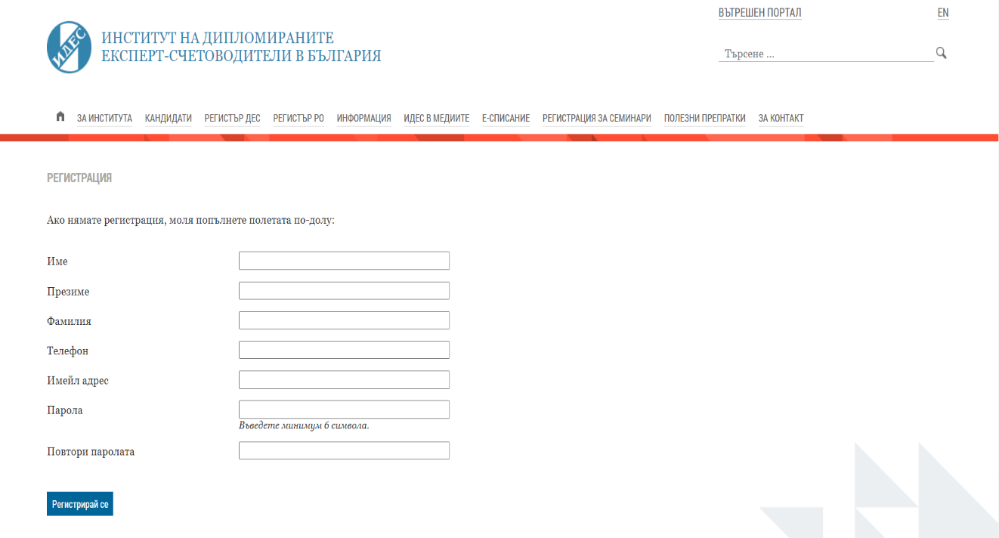 ВЪТРЕШЕН ПОРТАЛ
EN
ИДЕС
ИНСТИТУТ НА ДИПЛОМИРАНИТЕ
ЕКСПЕРТ-СЧЕТОВОДИТЕЛИ В БЪЛГАРИЯ
Търсене ...
ЗА ИНСТИТУТА КАНДИДАТИ РЕГИСТЪР ДЕС РЕГИСТЪР РО ИНФОРМАЦИЯ ИДЕС В МЕДИИТЕ Е-СПИСАНИЕ РЕГИСТРАЦИЯ ЗА СЕМИНАРИ ПОЛЕЗНИ ПРЕПРАТКИ ЗА КОНТАКТ
РЕГИСТРАЦИЯ
Ако нямате регистрация, моля попълнете полетата по-долу:
Име
Презиме
Фамилия
Телефон
Имейл адрес
Парола
Въведете минимум 6 символа.
Повтори паролата
Регистрирай се